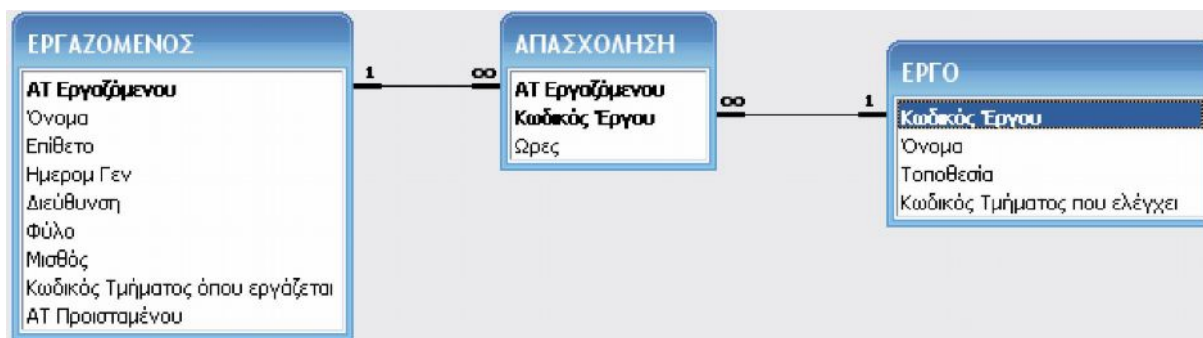 ΕΡΓΑΖΟΜΕΝΟΣ
ΑΤ Εργαζόμενου
Όνομα
Επίθετο
Ημερομ Γεν
Διεύθυνση
Φύλο
Μισθός
Κωδικός Τμήματος όπου εργάζεται
ΑΤ Προισταμένου
1
∞
ΑΠΑΣΧΟΛΗΣΗ
ΑΤ Εργαζόμενου
Κωδικός Έργου
Ωρες
∞
1
ΕΡΓΟ
Κωδικός Έργου
Όνομα
Τοποθεσία
Κωδικός Τμήματος που ελέγχει